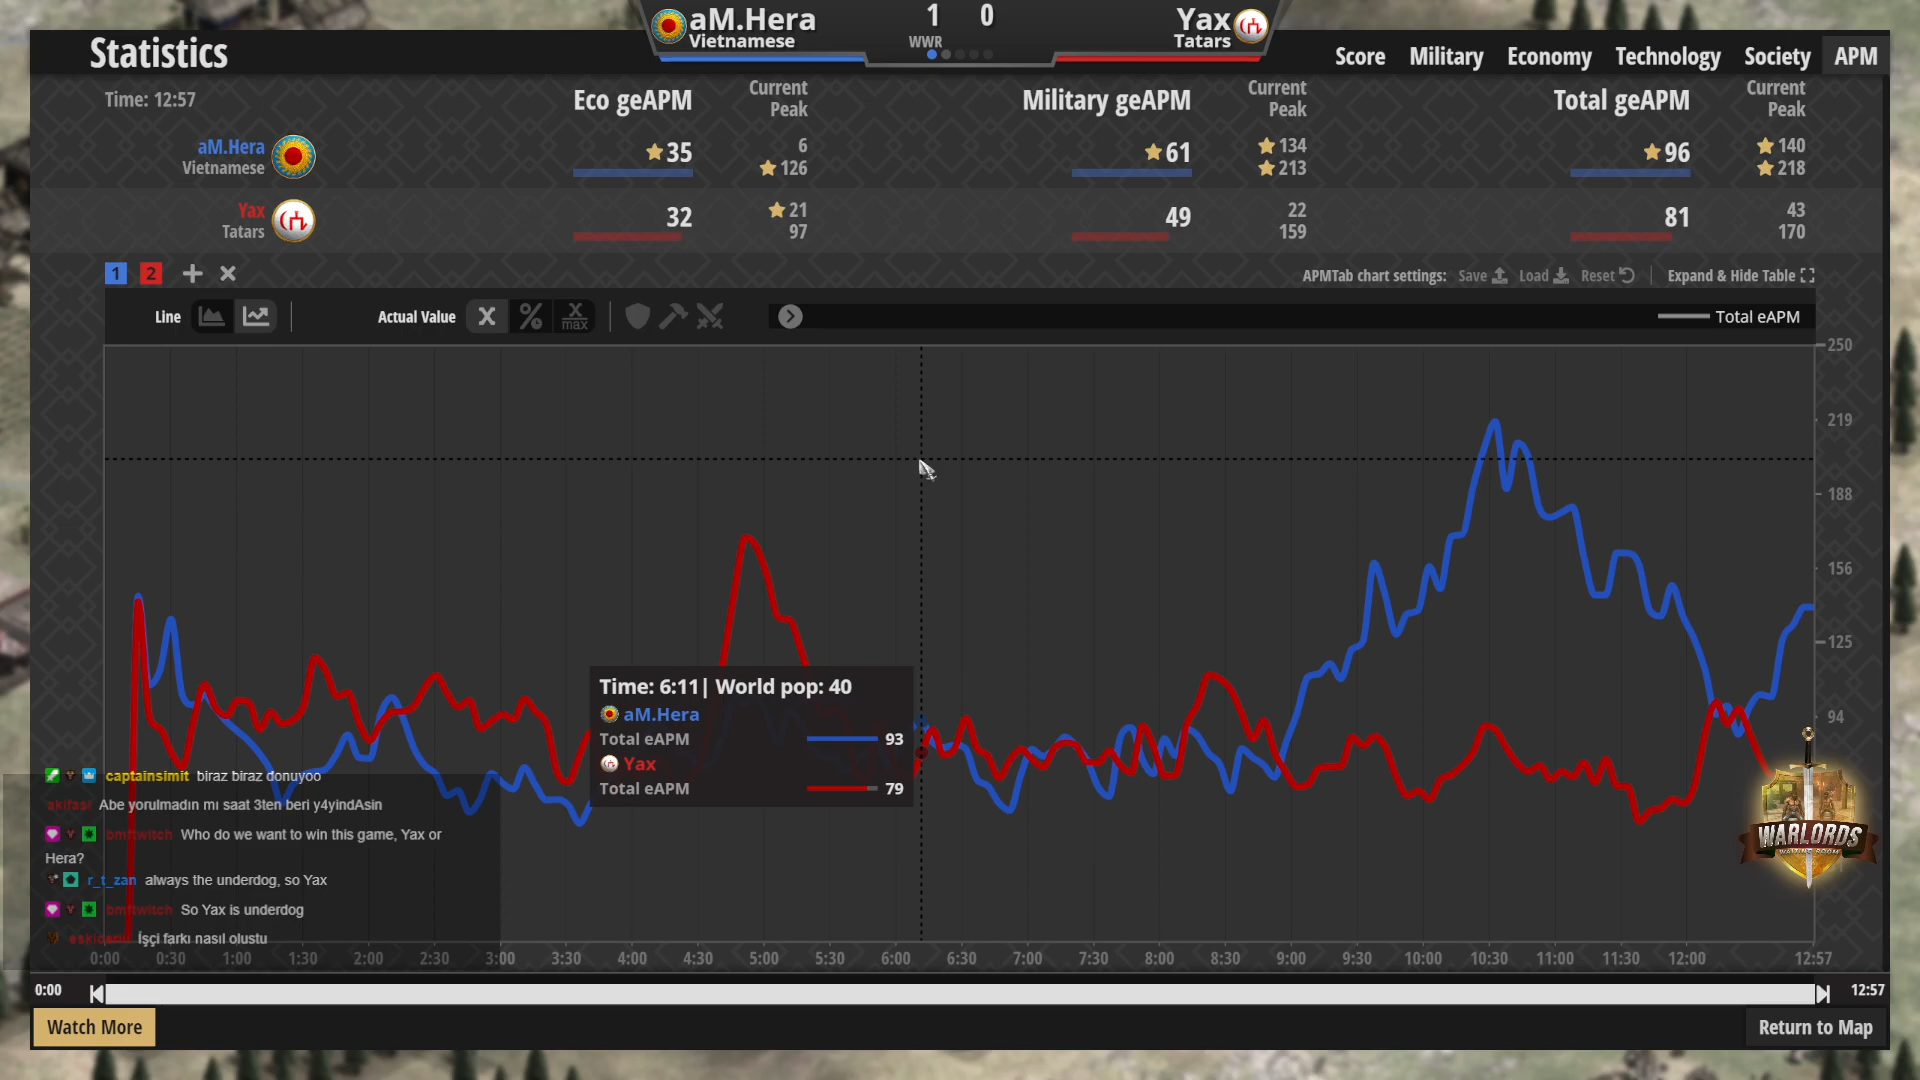 aM.Hera
Vietnamese
1 0
WWR
Yax
Tatars
Statistics
Score Military Economy Technology Society APM
Time: 12:57
Eco geAPM Current Peak Military geAPM Current Peak Total geAPM Current Peak
aM.Hera
Vietnamese
35 6 126 61 134 213 96 140 218
Yax
Tatars
32 21 97 49 22 159 81 43 170
1 2
APMTab chart settings: Save Load Reset Expand & Hide Table
Line Actual Value X % X max
Total eAPM
250
219
188
156
125
94
Time: 6:11| World pop: 40
aM.Hera
Total eAPM 93
Yax
Total eAPM 79
captainsimit biraz biraz donuyoo
Abe yorulmadın mı saat 3ten beri y4yindAsin
bmftwitch Who do we want to win this game, Yax or
Hera?
r_t_zan always the underdog, so Yax
bmftwitch So Yax is underdog
İşçi farkı nasıl olustu
WARLORDS
WAITING ROOM
0:00 0:30 1:00 1:30 2:00 2:30 3:00 3:30 4:00 4:30 5:00 5:30 6:00 6:30 7:00 7:30 8:00 8:30 9:00 9:30 10:00 10:30 11:00 11:30 12:00 12:57
0:00 12:57
Watch More Return to Map